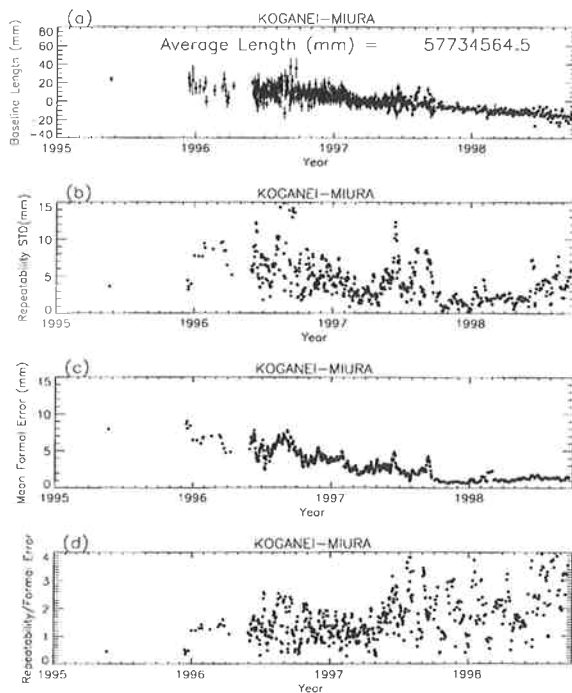 (a) KOGANEI-MIURA
Average Length (mm) = 57734564.5
Baseline Length (mm)
80
60
40
20
0
-20
-40
1995 1996 1997 1998
Year
(b) KOGANEI-MIURA
Repeatability STD(mm)
15
10
5
0
1995 1996 1997 1998
Year
(c) KOGANEI-MIURA
Mean Formal Error (mm)
15
10
5
0
1995 1996 1997 1998
Year
(d) KOGANEI-MIURA
Repeatability/Formal Error
4
3
2
1
0
1995 1996 1997 1998
Year